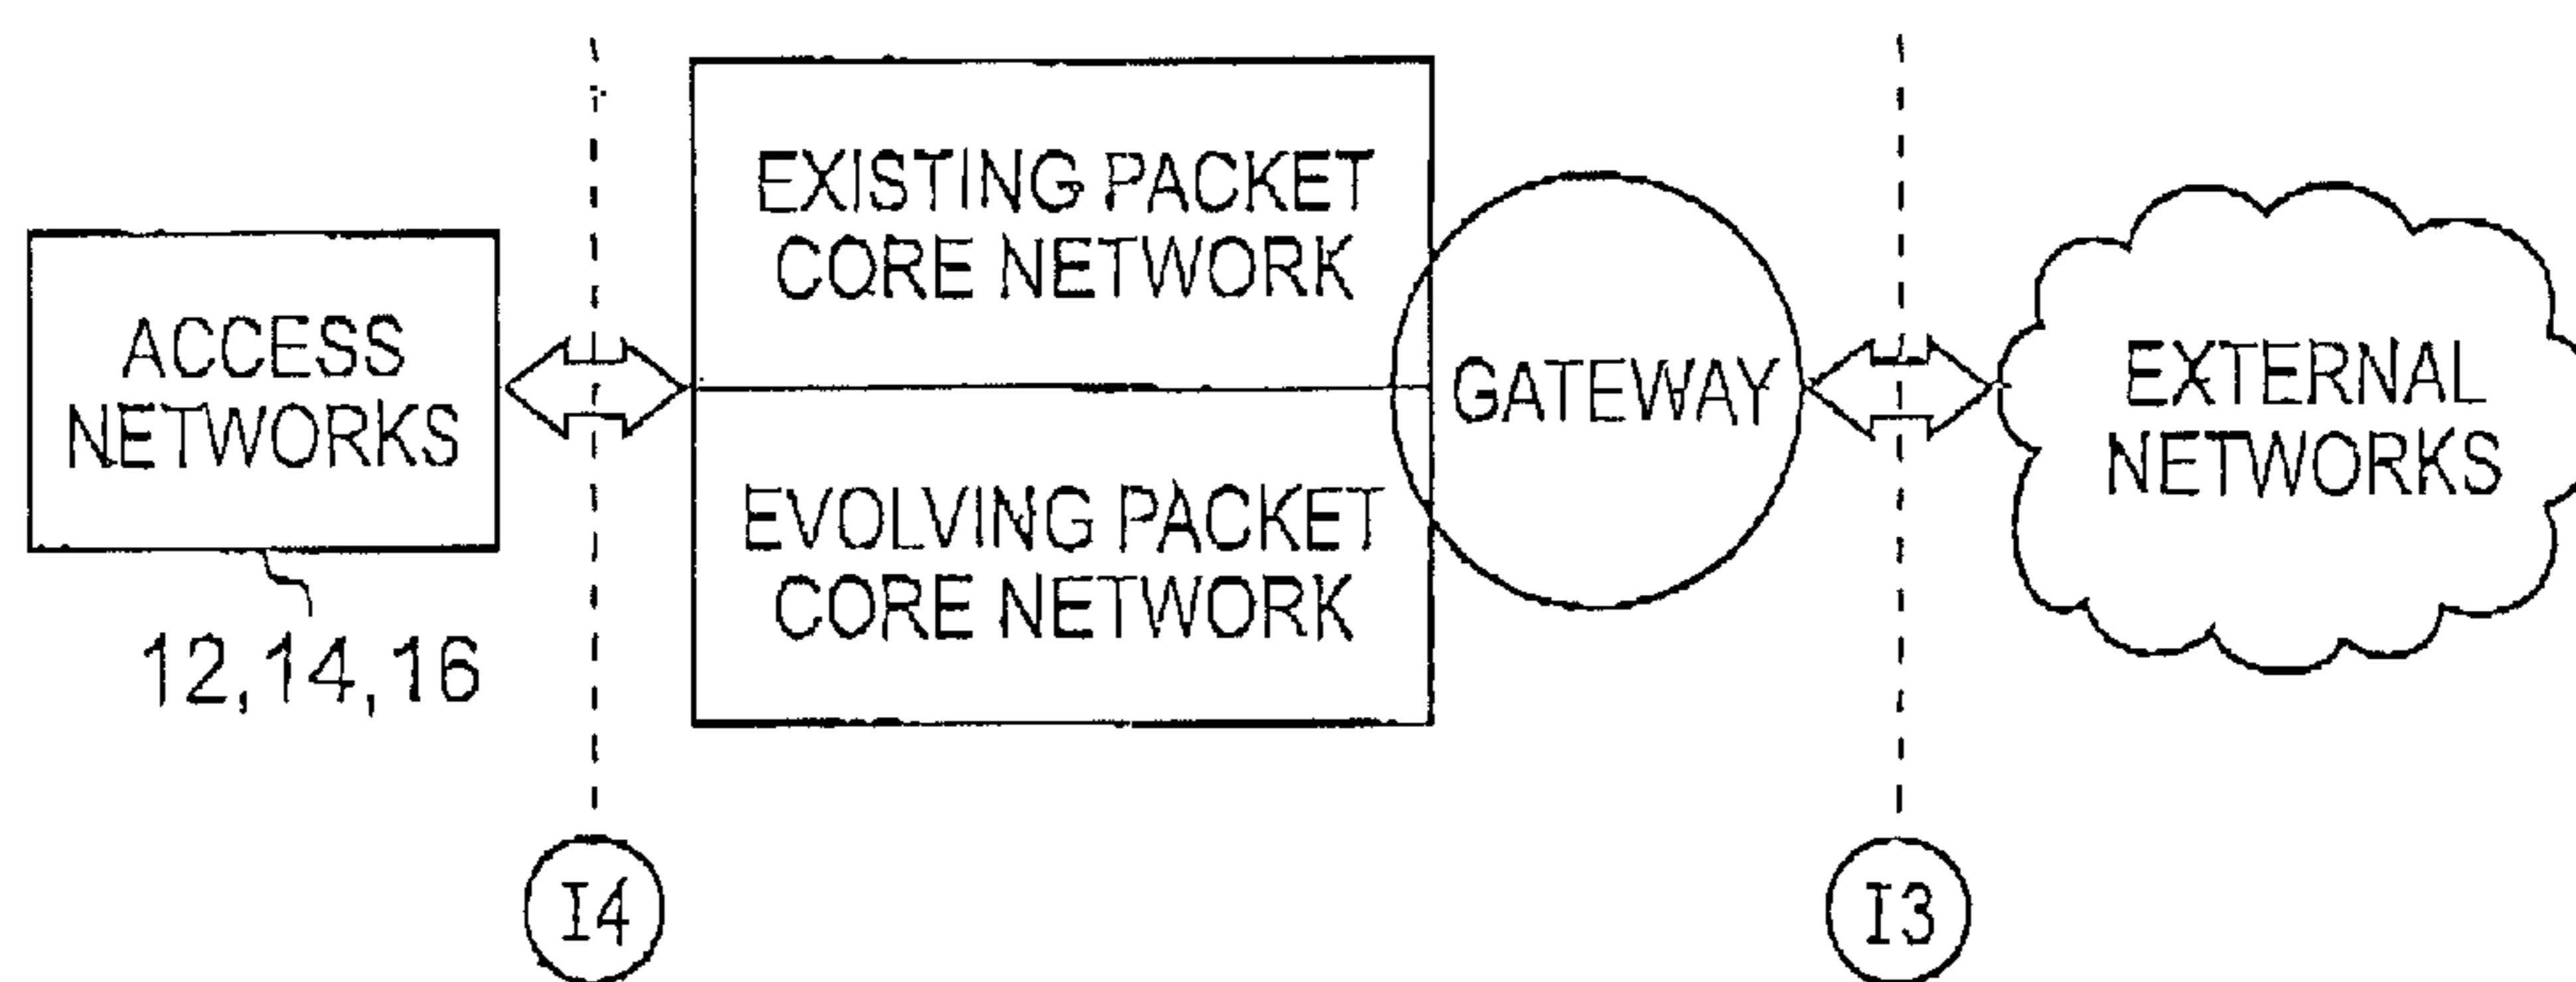 ACCESS
NETWORKS
12,14,16
EXISTING PACKET
CORE NETWORK
EVOLVING PACKET
CORE NETWORK
GATEWAY
EXTERNAL
NETWORKS
I4
I3